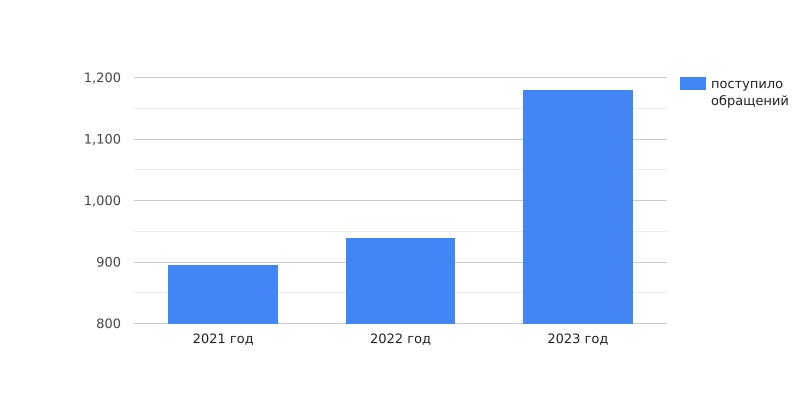 1,200
1,100
1,000
900
800
2021 год
2022 год
2023 год
поступило
обращений